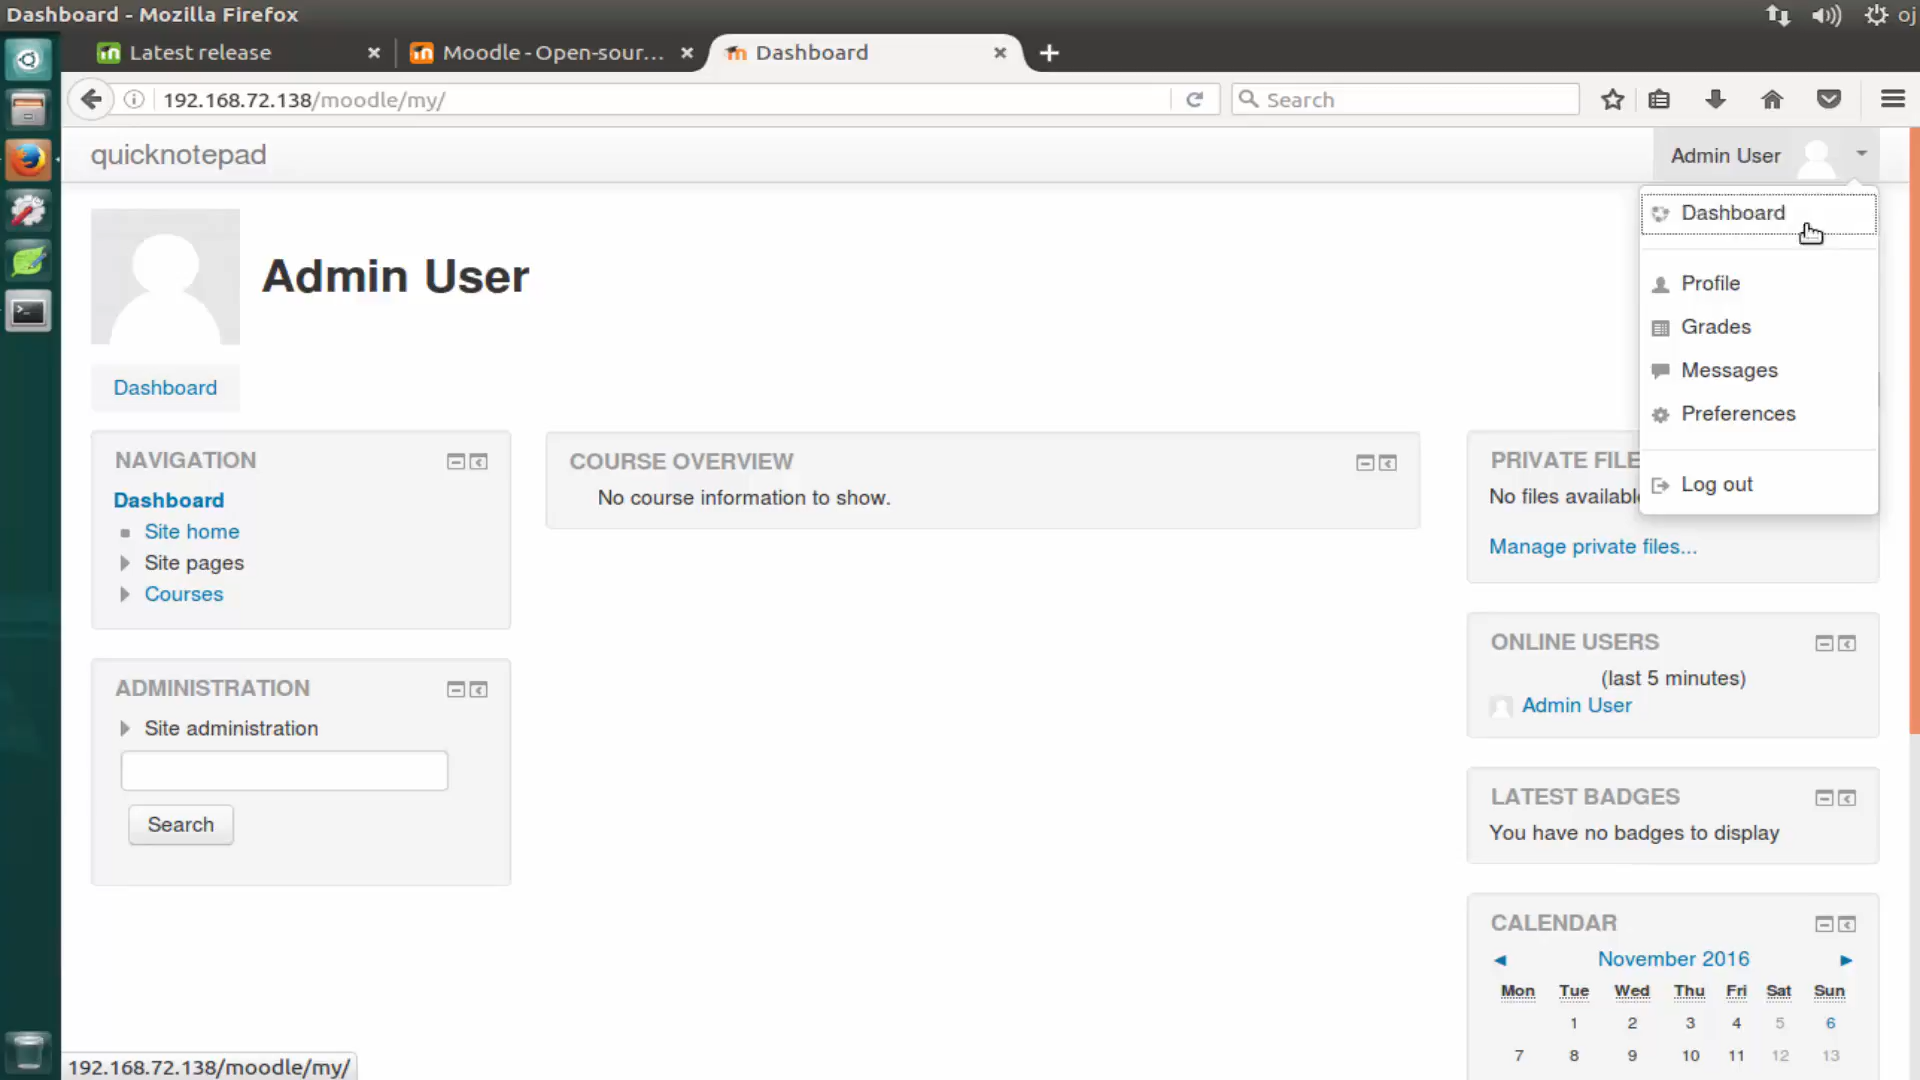 Dashboard - Mozilla Firefox
oj
Latest release
Moodle - Open-sour...
Dashboard
192.168.72.138/moodle/my/
Search
quicknotepad
Admin User
Dashboard
Profile
Grades
Messages
Preferences
Log out
Admin User
Dashboard
NAVIGATION
Dashboard
Site home
Site pages
Courses
ADMINISTRATION
Site administration
Search
COURSE OVERVIEW
No course information to show.
PRIVATE FILE
No files availabl
Manage private files...
ONLINE USERS
(last 5 minutes)
Admin User
LATEST BADGES
You have no badges to display
CALENDAR
November 2016
Mon Tue Wed Thu Fri Sat Sun
1 2 3 4 5 6
7 8 9 10 11 12 13
192.168.72.138/moodle/my/